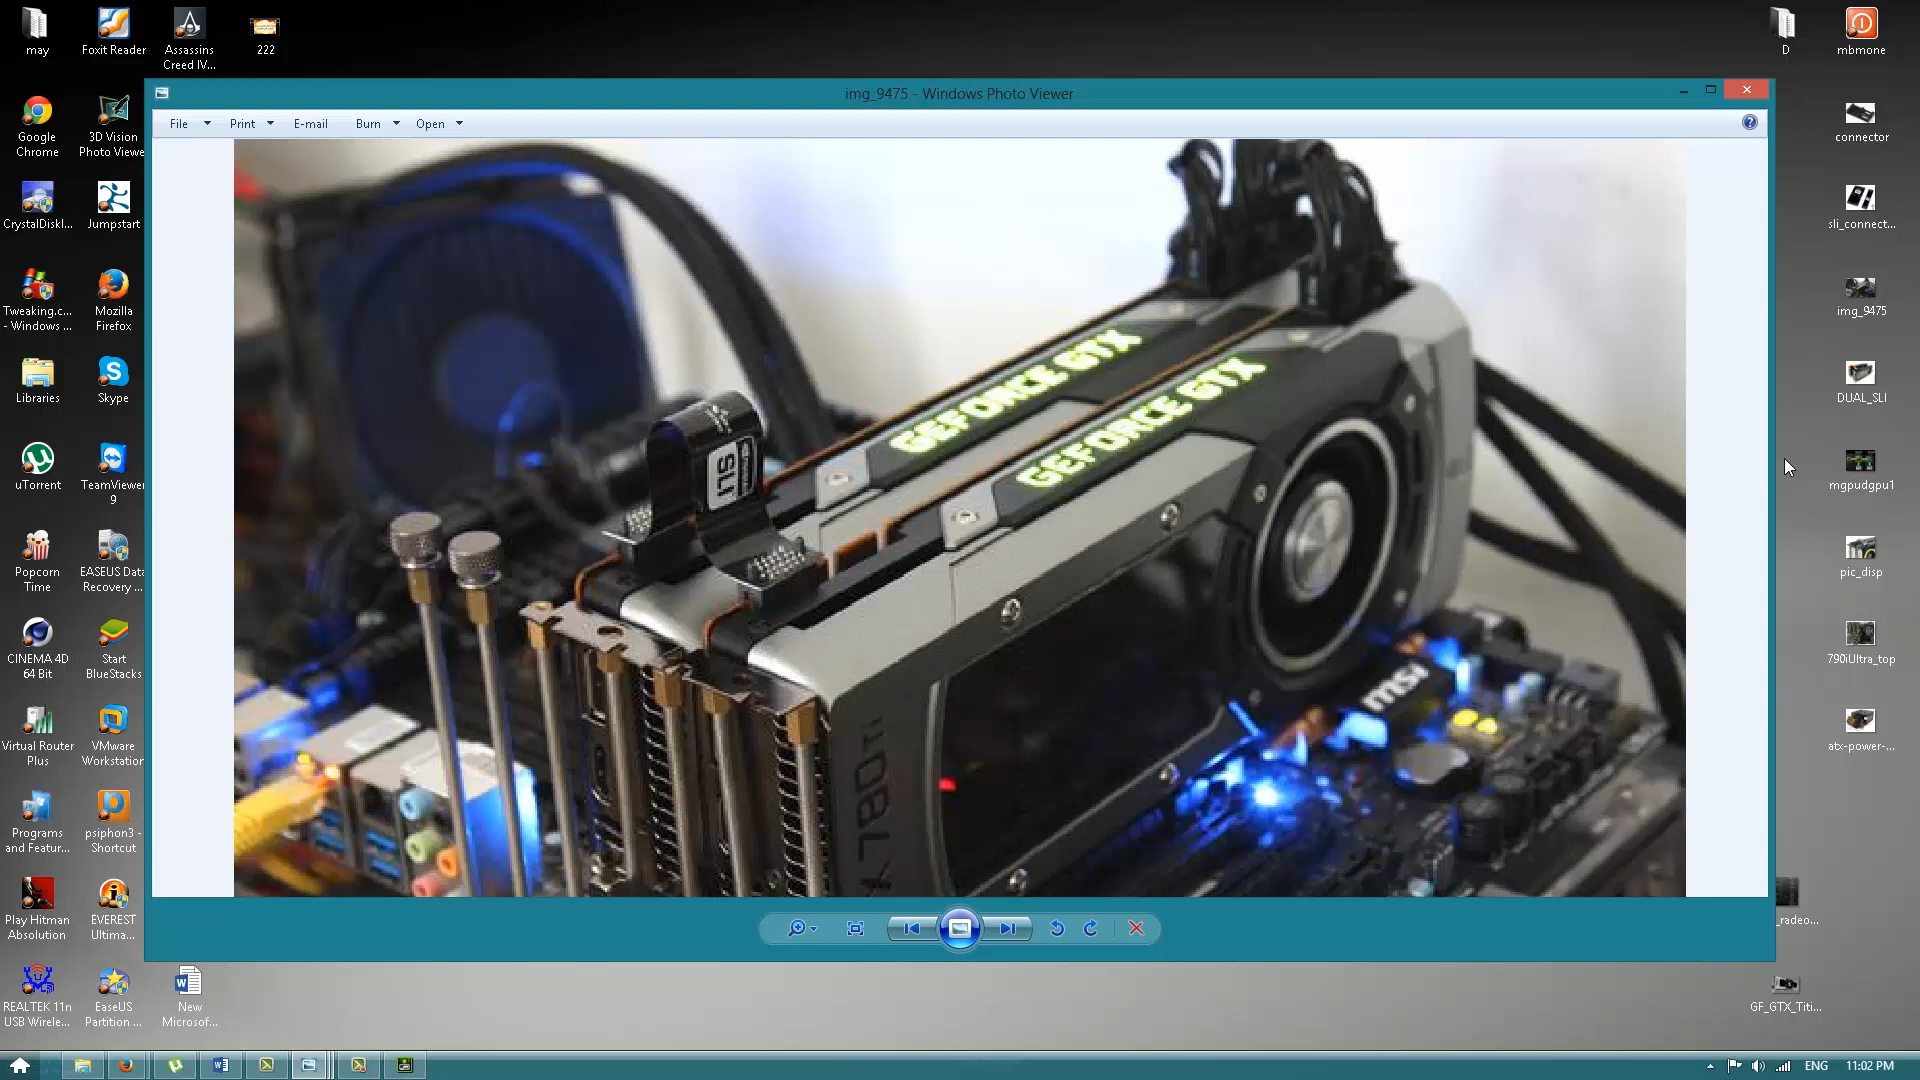 may
Foxit Reader
Assassins
Creed IV...
222
D
mbmone
img_9475 - Windows Photo Viewer
File
Print
E-mail
Burn
Open
Google
Chrome
3D Vision
Photo Viewe
connector
CrystalDiskI...
Jumpstart
sli_connect...
Tweaking.c...
- Windows ...
Mozilla
Firefox
img_9475
Libraries
Skype
DUAL_SLI
uTorrent
TeamViewer
9
mgpudgpu1
Popcorn
Time
EASEUS Data
Recovery ...
pic_disp
CINEMA 4D
64 Bit
Start
BlueStacks
790iUltra_top
Virtual Router
Plus
VMware
Workstation
atx-power-...
Programs
and Featur...
psiphon3 -
Shortcut
Play Hitman
Absolution
EVEREST
Ultima...
_radeo...
REALTEK 11n
USB Wirele...
EaseUS
Partition ...
New
Microsof...
GF_GTX_Titi...
GEFORCE GTX
GEFORCE GTX
SLI
msi
X780Ti
ENG
11:02 PM